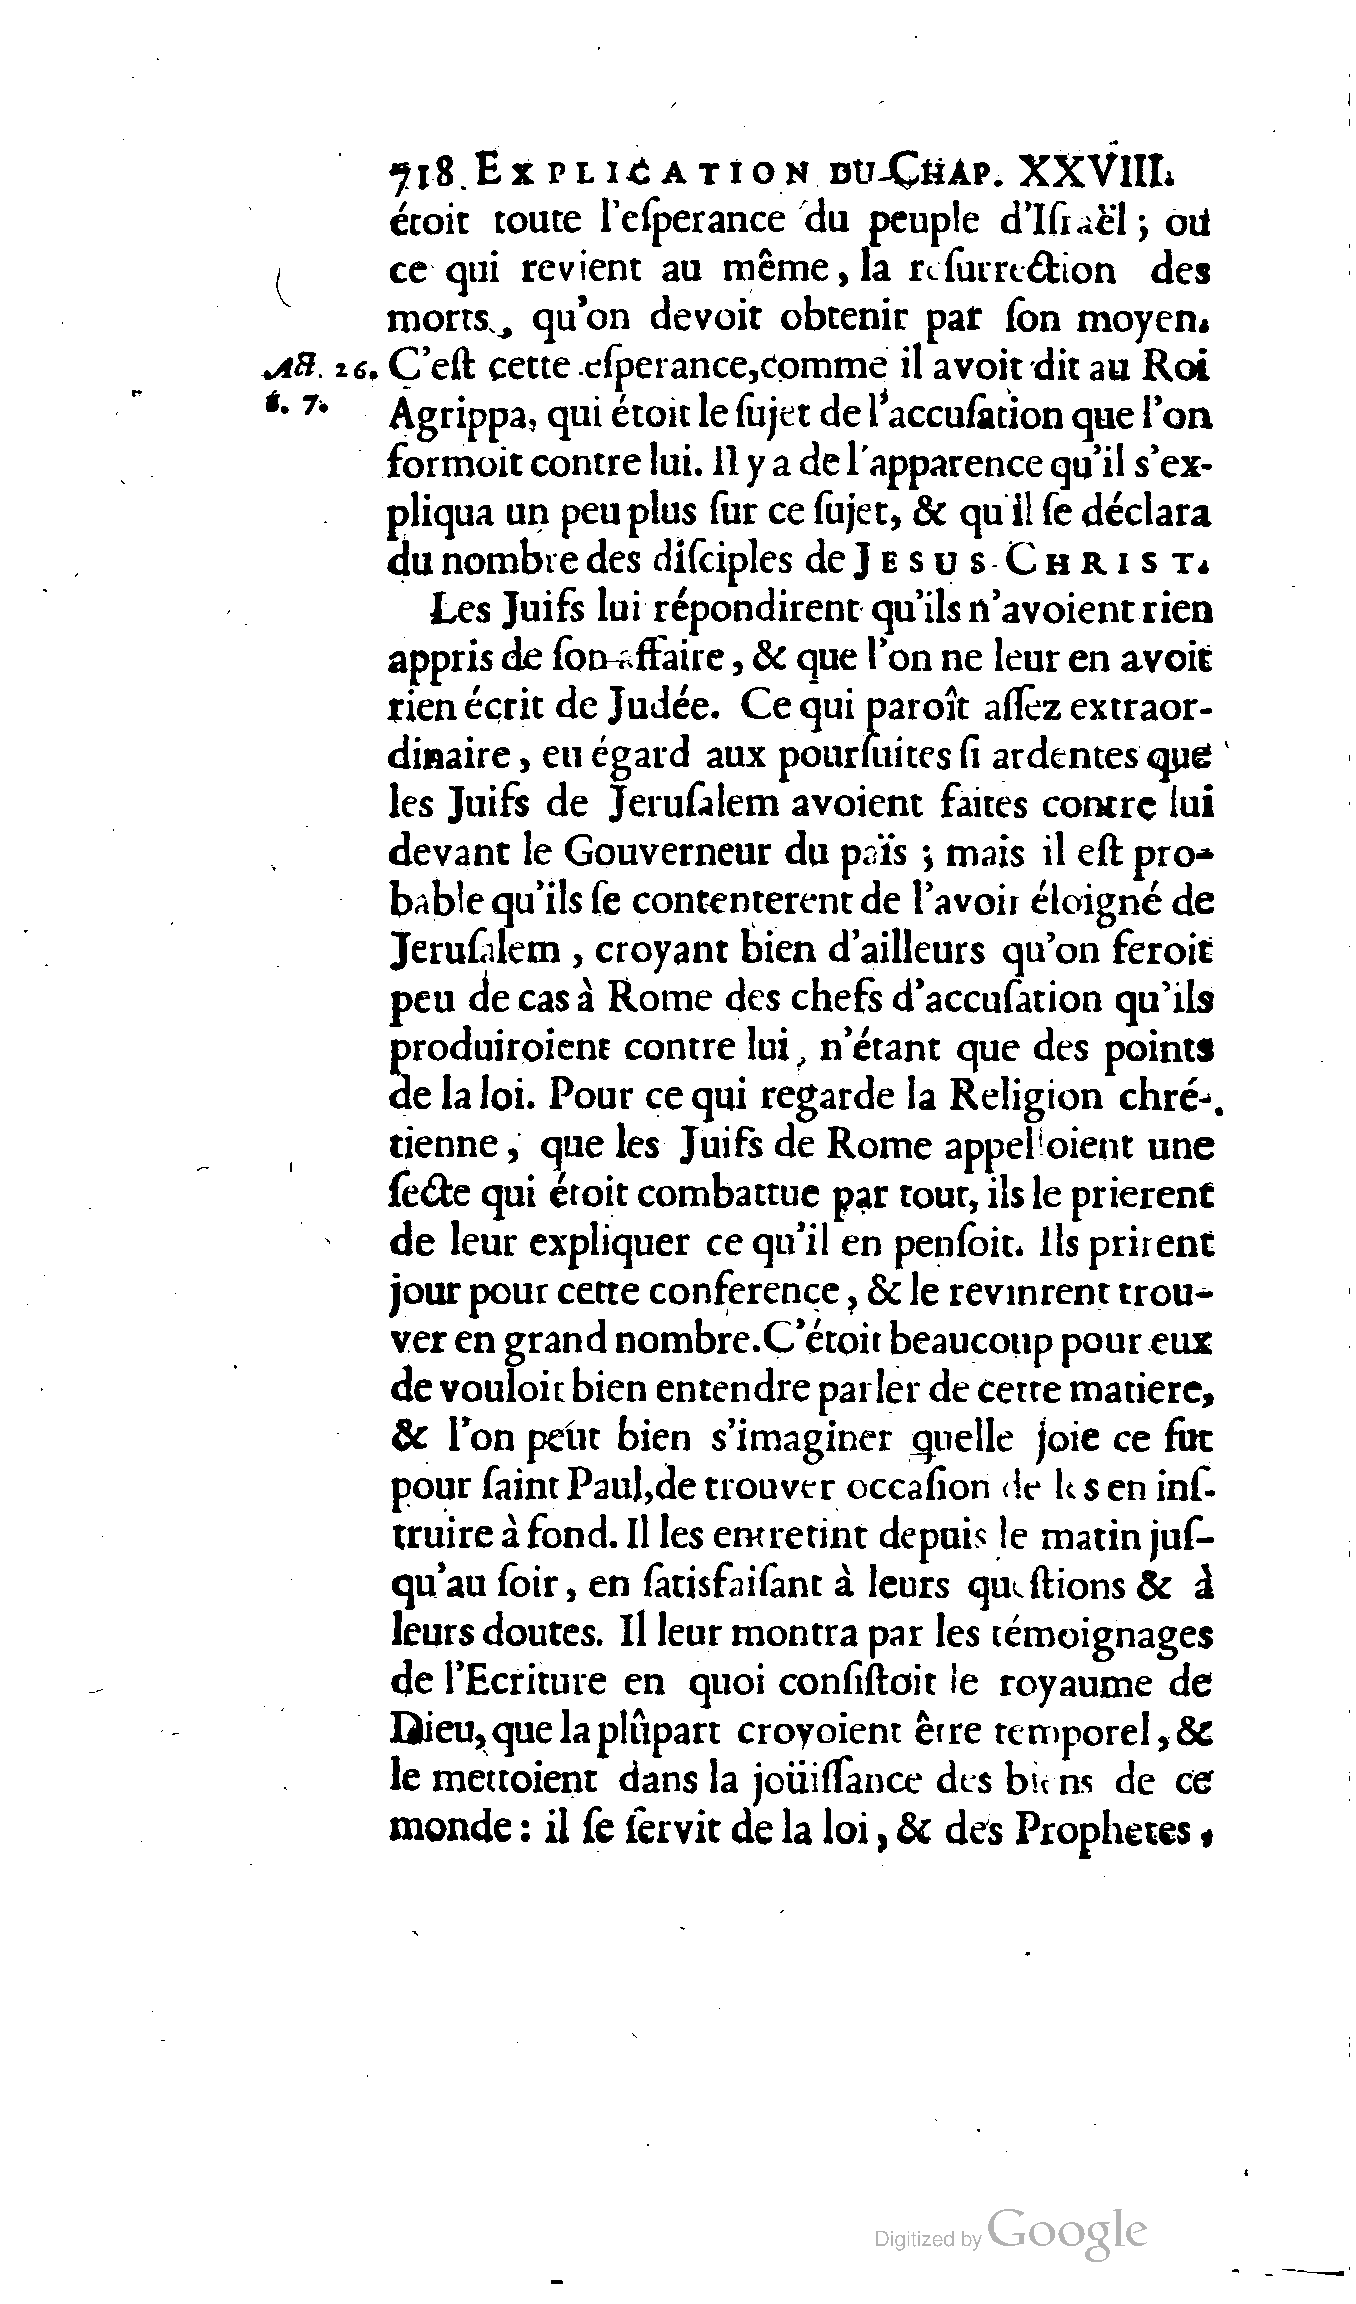 718 EXPLICATION DU CHAP. XXVIII.
étoit toute l'eſperance du peuple d'Iſraël ; ou
ce qui revient au même, la reſurrection des
morts, qu'on devoit obtenir par ſon moyen.
Act. 26. C'eſt cette eſperance, comme il avoit dit au Roi
6. 7. Agrippa, qui étoit le ſujet de l'accuſation que l'on
formoit contre lui. Il y a de l'apparence qu'il s'ex-
pliqua un peu plus ſur ce ſujet, & qu'il ſe déclara
du nombre des diſciples de JESUS-CHRIST.
Les Juifs lui répondirent qu'ils n'avoient rien
appris de ſon affaire, & que l'on ne leur en avoit
rien écrit de Judée. Ce qui paroît aſſez extraor-
dinaire, eu égard aux pourſuites ſi ardentes que
les Juifs de Jeruſalem avoient faites contre lui
devant le Gouverneur du païs ; mais il eſt pro-
bable qu'ils ſe contenterent de l'avoir éloigné de
Jeruſalem, croyant bien d'ailleurs qu'on feroit
peu de cas à Rome des chefs d'accuſation qu'ils
produiroient contre lui, n'étant que des points
de la loi. Pour ce qui regarde la Religion chré-
tienne, que les Juifs de Rome appelloient une
ſecte qui étoit combattue par tout, ils le prierent
de leur expliquer ce qu'il en penſoit. Ils prirent
jour pour cette conference, & le revinrent trou-
ver en grand nombre. C'étoit beaucoup pour eux
de vouloir bien entendre parler de cette matiere,
& l'on peut bien s'imaginer quelle joie ce fut
pour ſaint Paul, de trouver occaſion de les en inſ-
truire à fond. Il les entretint depuis le matin juſ-
qu'au ſoir, en ſatisfaiſant à leurs queſtions & à
leurs doutes. Il leur montra par les témoignages
de l'Ecriture en quoi conſiſtoit le royaume de
Dieu, que la plûpart croyoient être temporel, &
le mettoient dans la joüiſſance des biens de ce
monde : il ſe ſervit de la loi, & des Prophetes,
Digitized by Google